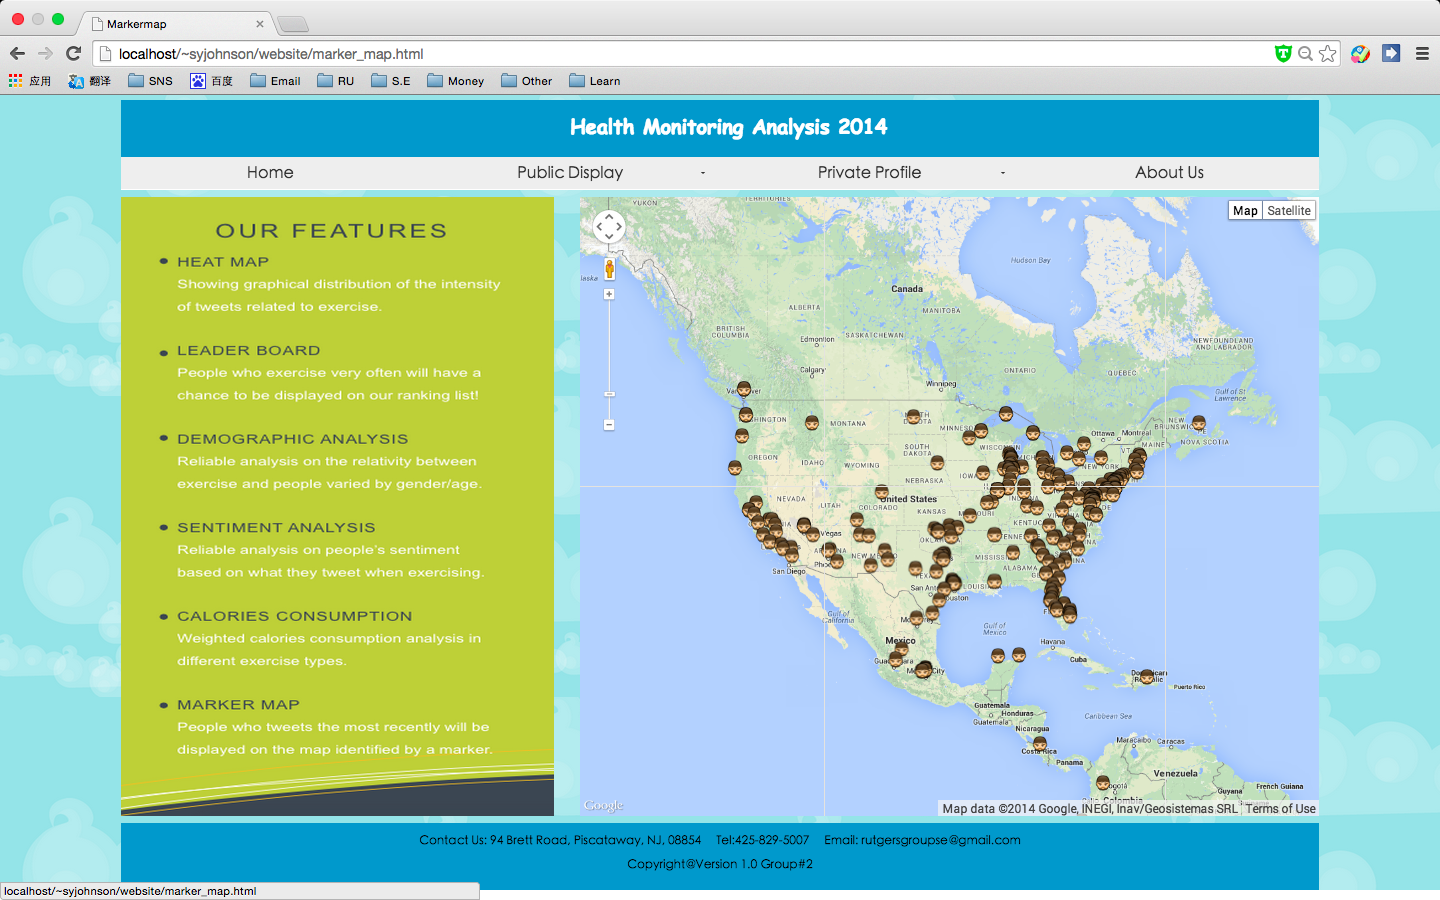 Markermap
localhost/~syjohnson/website/marker_map.html
应用
翻译
SNS
百度
Email
RU
S.E
Money
Other
Learn
Health Monitoring Analysis 2014
Home
Public Display
Private Profile
About Us
OUR FEATURES
HEAT MAP
Showing graphical distribution of the intensity
of tweets related to exercise.
LEADER BOARD
People who exercise very often will have a
chance to be displayed on our ranking list!
DEMOGRAPHIC ANALYSIS
Reliable analysis on the relativity between
exercise and people varied by gender/age.
SENTIMENT ANALYSIS
Reliable analysis on people's sentiment
based on what they tweet when exercising.
CALORIES CONSUMPTION
Weighted calories consumption analysis in
different exercise types.
MARKER MAP
People who tweets the most recently will be
displayed on the map identified by a marker.
Map
Satellite
YUKON
TERRITORIES
Hudson Bay
Canada
ALBERTA
MANITOBA
BRITISH
COLUMBIA
Edmonton
SASKATCHEWAN
NEWFOUNDLAND
AND LABRADOR
Calgary
ONTARIO
QUEBEC
Winnipeg
Gulf of St
Lawrence
MONTANA
Ottawa
Montreal
NEW
BRUNSWICK
NOVA SCOTIA
MAINE
OREGON
IDAHO
WYOMING
SOUTH
DAKOTA
WISCONSIN
IOWA
NEW YORK
NEBRASKA
NEVADA
UTAH
COLORADO
United States
KANSAS
San Diego
Gulf of
California
Gulf of
Mexico
Mexico
Havana
Cuba
Puerto Rico
Guatemala
Guatemala
Honduras
Nicaragua
Caribbean Sea
Costa Rica
Panama
Maracaibo
Caracas
Venezuela
Guyana
French Guiana
Google
Map data ©2014 Google, INEGI, Inav/Geosistemas SRL
Terms of Use
Contact Us: 94 Brett Road, Piscataway, NJ, 08854 Tel:425-829-5007 Email: rutgersgroupse@gmail.com
Copyright@Version 1.0 Group#2
localhost/~syjohnson/website/marker_map.html